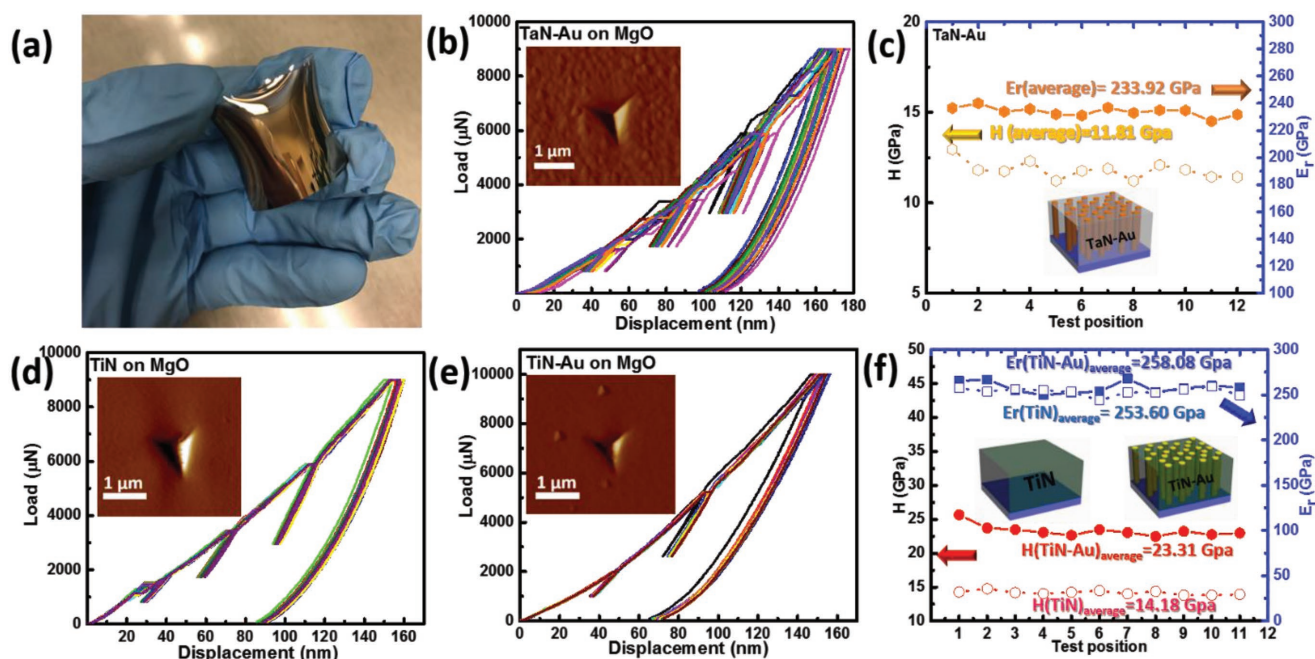 (a)
(b)
TaN-Au on MgO
10000
8000
6000
4000
2000
0
Load (μN)
1 μm
0 20 40 60 80 100 120 140 160 180
Displacement (nm)
(c)
TaN-Au
20
15
10
5
H (GPa)
Er(average)= 233.92 GPa
H (average)=11.81 Gpa
TaN-Au
300
280
260
240
220
200
180
160
140
120
100
Er (GPa)
0 2 4 6 8 10 12
Test position
(d)
TiN on MgO
10000
8000
6000
4000
2000
0
Load (μN)
1 μm
20 40 60 80 100 120 140 160
Displacement (nm)
(e)
TiN-Au on MgO
10000
8000
6000
4000
2000
0
Load (μN)
1 μm
0 20 40 60 80 100 120 140 160
Displacement (nm)
(f)
50
45
40
35
30
25
20
15
10
H (GPa)
Er(TiN-Au)average=258.08 Gpa
Er(TiN)average= 253.60 Gpa
TiN
TiN-Au
H(TiN-Au)average=23.31 Gpa
H(TiN)average=14.18 Gpa
300
250
200
150
100
50
0
Er (GPa)
1 2 3 4 5 6 7 8 9 10 11 12
Test position